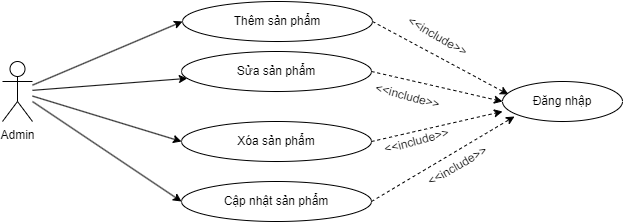 Thêm sản phẩm
<<include>>
Sửa sản phẩm
<<include>>
Đăng nhập
Admin
Xóa sản phẩm
<<include>>
<<include>>
Cập nhật sản phẩm